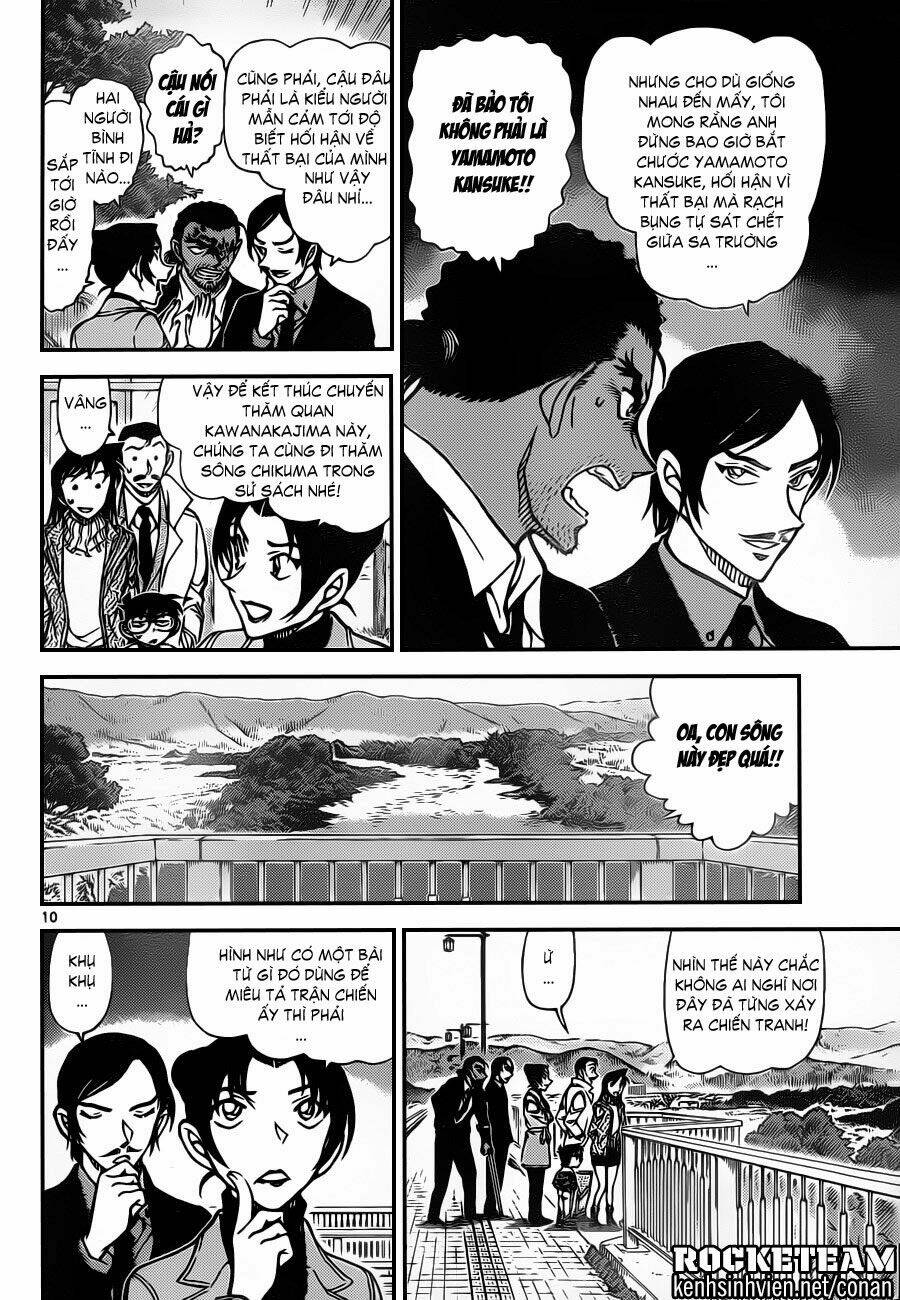 NHƯNG CHO DÙ GIỐNG
NHAU ĐẾN MẤY, TÔI
MONG RẰNG ANH
ĐỪNG BAO GIỜ BẮT
CHƯỚC YAMAMOTO
KANSUKE, HỐI HẬN VÌ
THẤT BẠI MÀ RẠCH
BỤNG TỰ SÁT CHẾT
GIỮA SA TRƯỜNG
...
ĐÃ BẢO TÔI
KHÔNG PHẢI LÀ
YAMAMOTO
KANSUKE!!
CŨNG PHẢI, CẬU ĐÂU
PHẢI LÀ KIỂU NGƯỜI
MẪN CẢM TỚI ĐỘ
BIẾT HỐI HẬN VỀ
THẤT BẠI CỦA MÌNH
NHƯ VẬY
ĐÂU NHỈ...
CẬU NÓI
CÁI GÌ
HẢ?
HAI
NGƯỜI
BÌNH
TĨNH ĐI
NÀO...
SẮP
TỚI
GIỜ
RỒI
ĐẤY
...
VẬY ĐỂ KẾT THÚC CHUYẾN
THĂM QUAN
KAWANAKAJIMA NÀY,
CHÚNG TA CÙNG ĐI THĂM
SÔNG CHIKUMA TRONG
SỬ SÁCH NHÉ!
VÂNG
...
OA, CON SÔNG
NÀY ĐẸP QUÁ!!
10
NHÌN THẾ NÀY CHẮC
KHÔNG AI NGHĨ NƠI
ĐÂY ĐÃ TỪNG XẢY
RA CHIẾN TRANH!
Ừ
...
HÌNH NHƯ CÓ MỘT BÀI
TỪ GÌ ĐÓ DÙNG ĐỂ
MIÊU TẢ TRẬN CHIẾN
ẤY THÌ PHẢI
...
KHỤ
KHỤ
...
ROCKETEAM
kenhsinhvien.net/conan